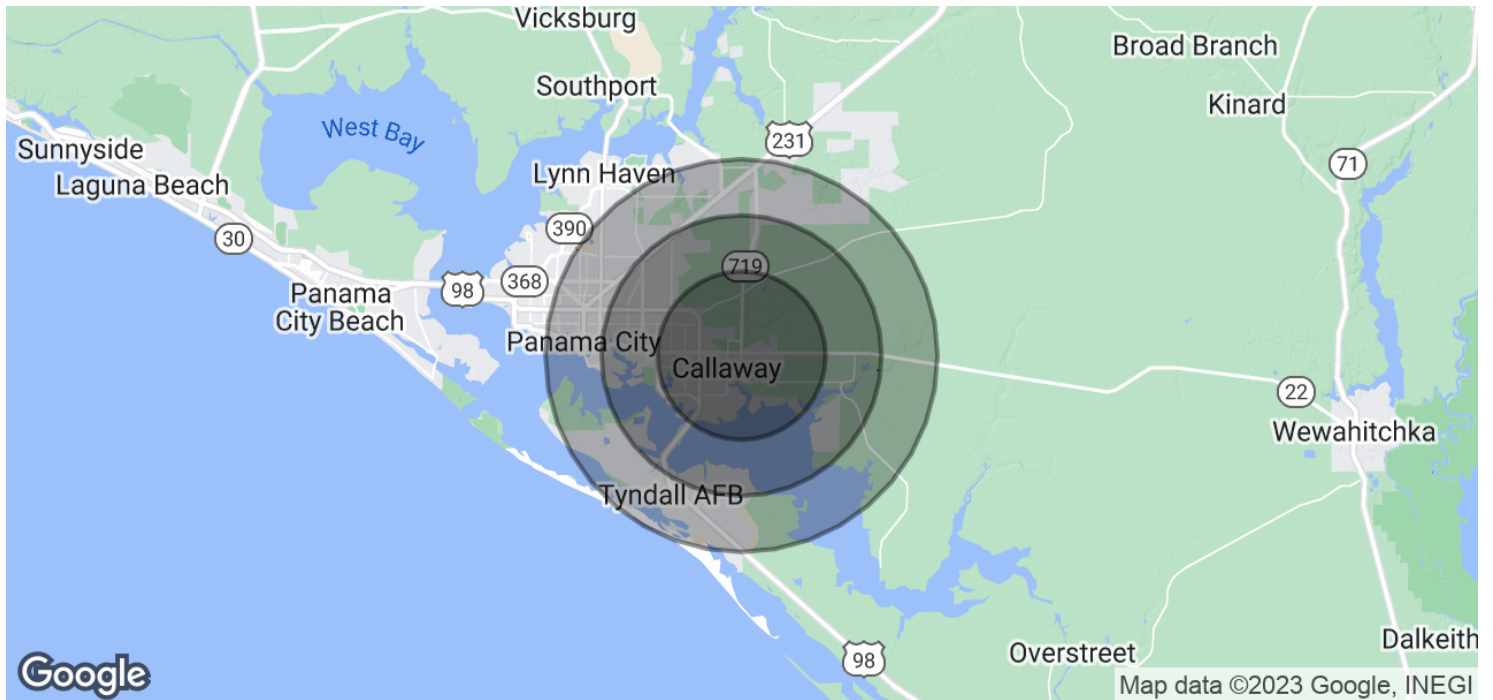 Vicksburg
Broad Branch
Southport
Kinard
West Bay
231
Sunnyside
71
Lynn Haven
Laguna Beach
390
30
719
368
98
Panama
City Beach
Panama City
Callaway
22
Wewahitchka
Tyndall AFB
98
Overstreet
Dalkeith
Google
Map data ©2023 Google, INEGI